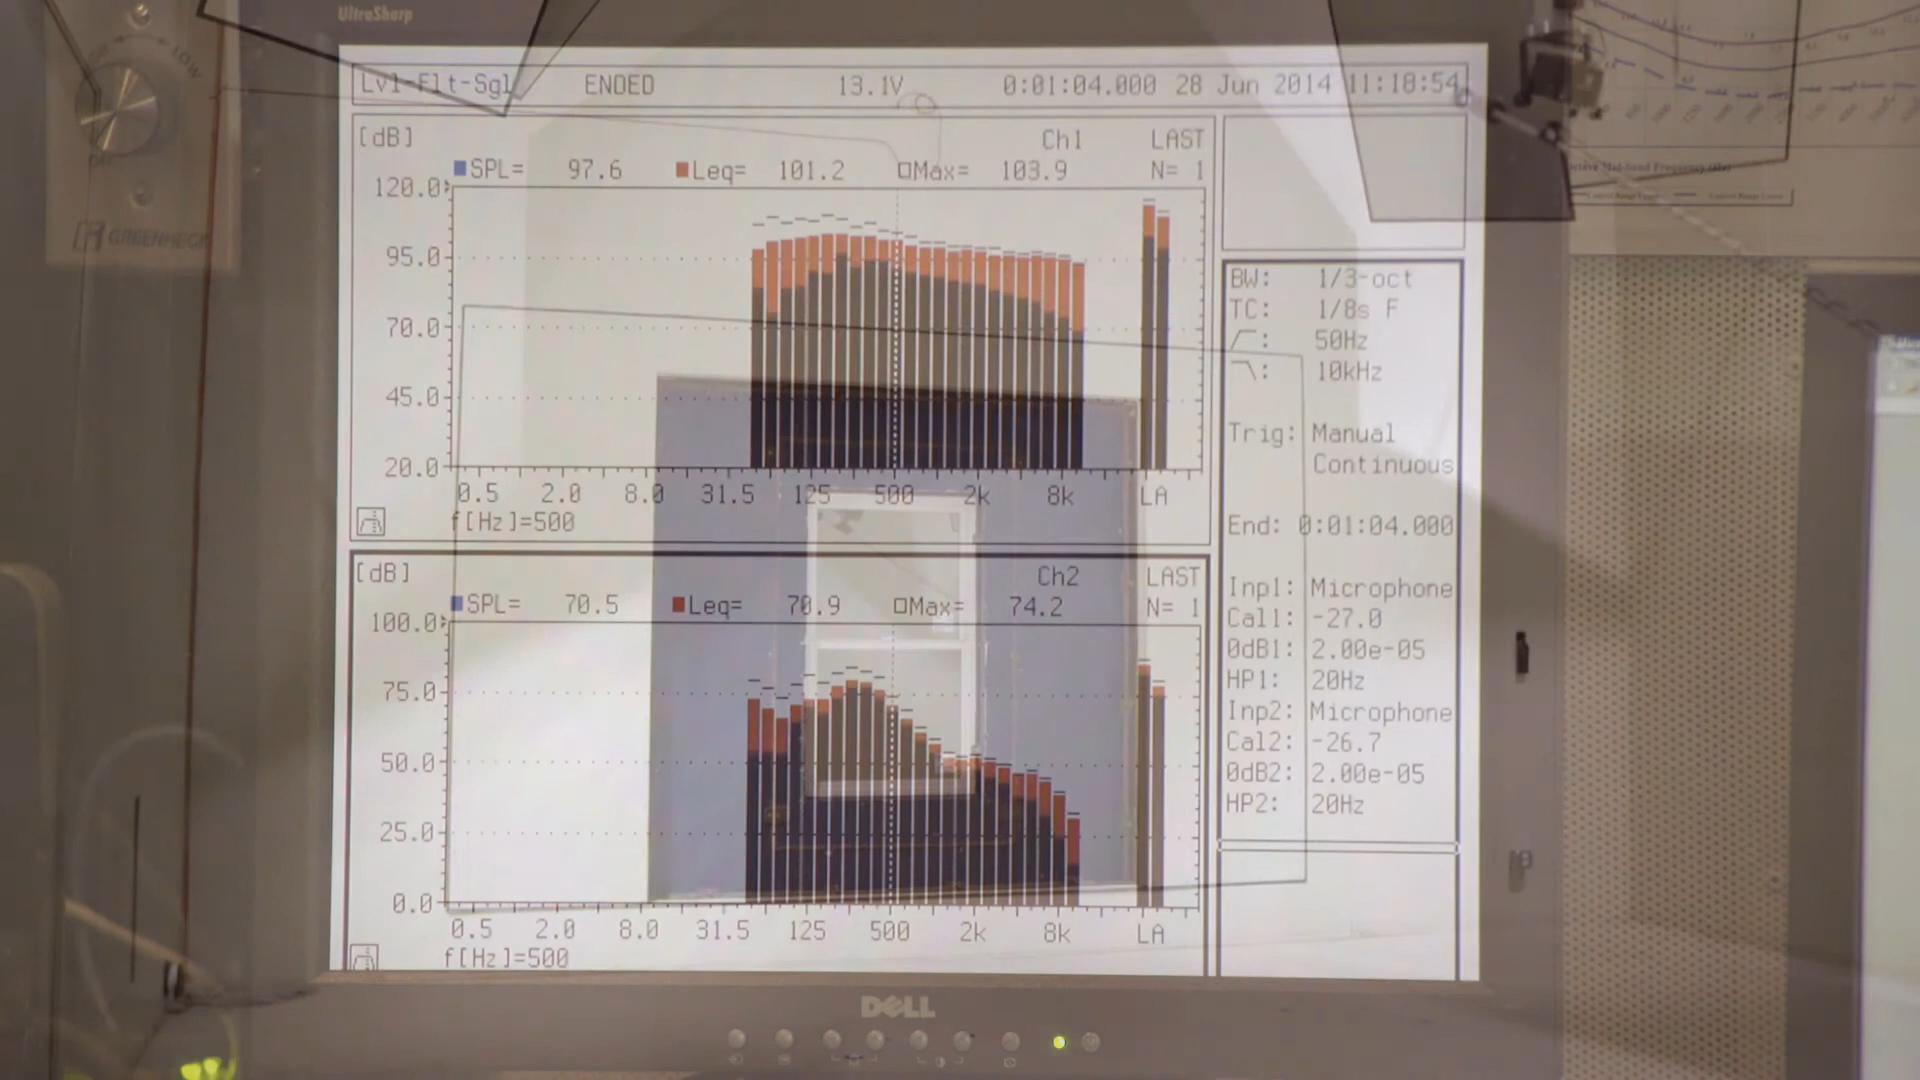 UltraSharp
LOW
GREENHECK
Lvl-Flt-Sgl ENDED 13.1V 0:01:04.000 28 Jun 2014 11:18:54
[dB] Ch1 LAST
SPL= 97.6 Leq= 101.2 Max= 103.9 N= 1
120.0
95.0
70.0
45.0
20.0
0.5 2.0 8.0 31.5 125 500 2k 8k LA
f[Hz]=500
[dB] Ch2 LAST
SPL= 70.5 Leq= 70.9 Max= 74.2 N= 1
100.0
75.0
50.0
25.0
0.0
0.5 2.0 8.0 31.5 125 500 2k 8k LA
f[Hz]=500
BW: 1/3-oct
TC: 1/8s F
: 50Hz
: 10kHz
Trig: Manual
Continuous
End: 0:01:04.000
Inp1: Microphone
Cal1: -27.0
0dB1: 2.00e-05
HP1: 20Hz
Inp2: Microphone
Cal2: -26.7
0dB2: 2.00e-05
HP2: 20Hz
Octave Mid-band Frequency (Hz)
DELL